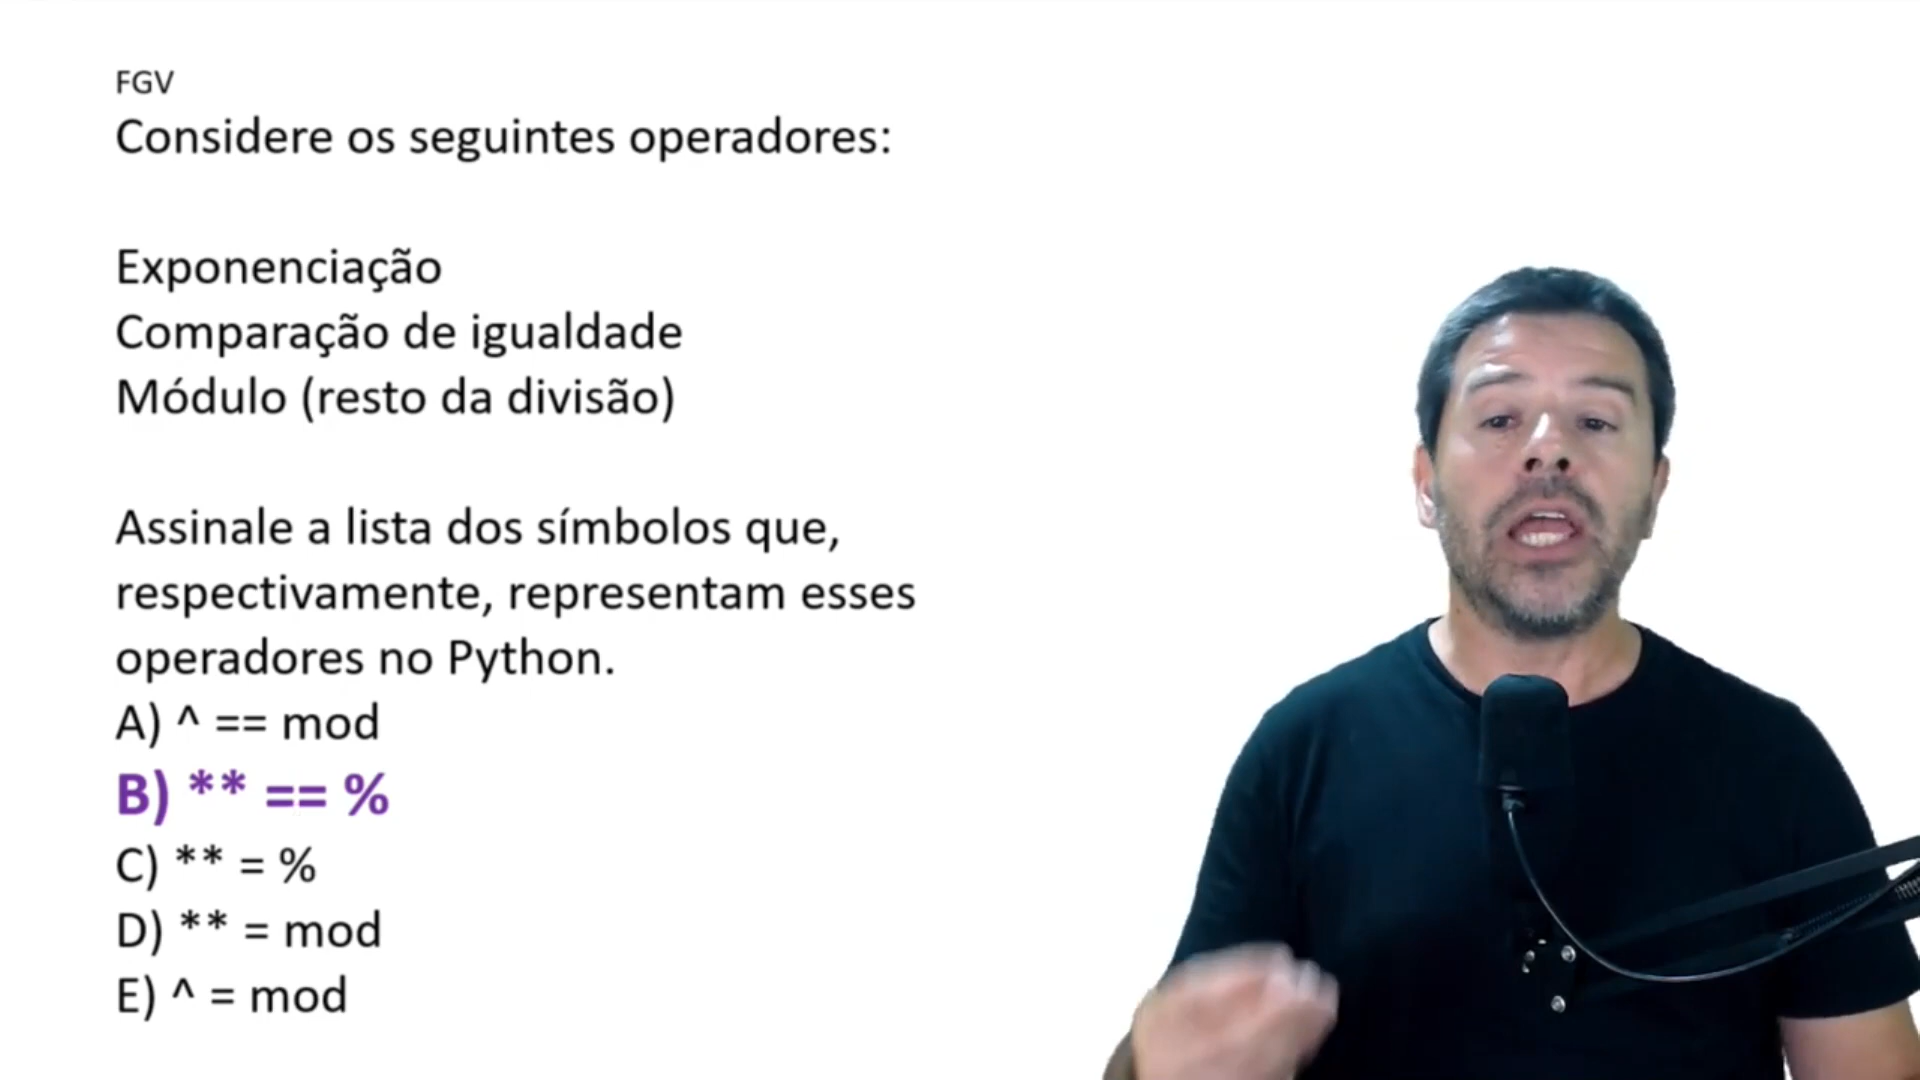 FGV
Considere os seguintes operadores:
Exponenciação
Comparação de igualdade
Módulo (resto da divisão)
Assinale a lista dos símbolos que,
respectivamente, representam esses
operadores no Python.
A) ^ == mod
B) ** == %
C) ** = %
D) ** = mod
E) ^ = mod